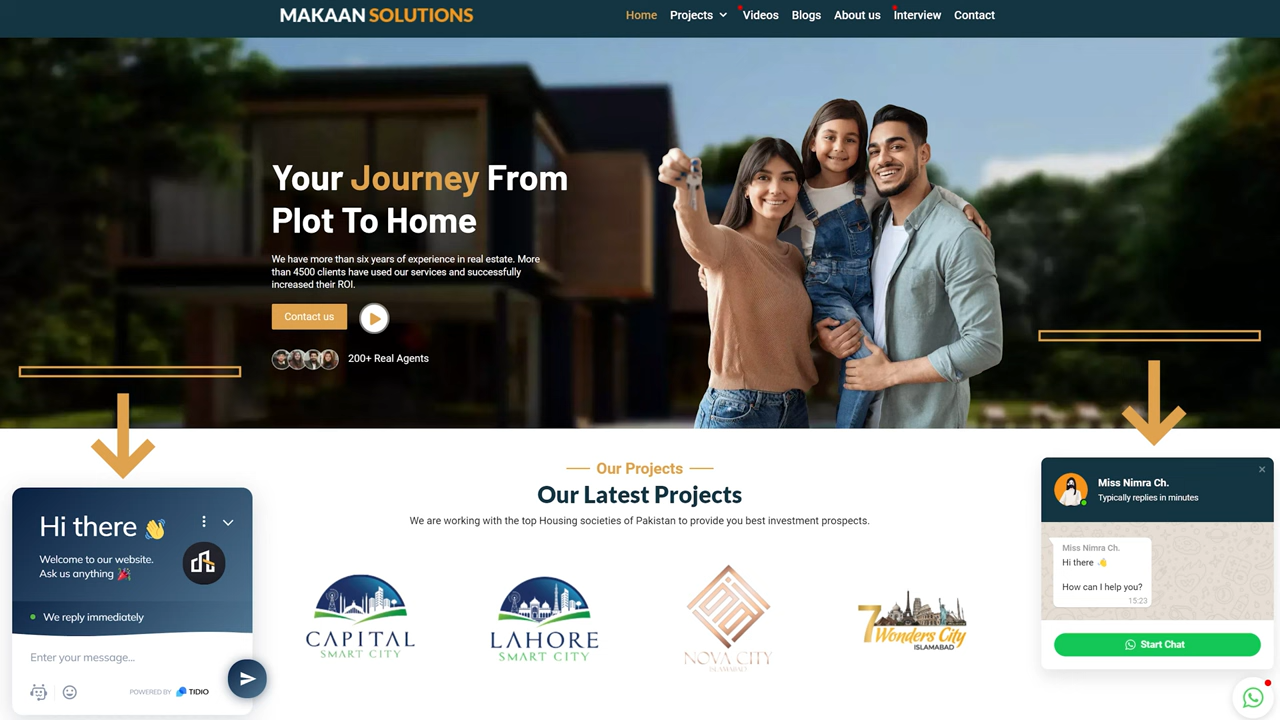 MAKAAN SOLUTIONS
Home Projects Videos Blogs About us Interview Contact
Your Journey From
Plot To Home
We have more than six years of experience in real estate. More
than 4500 clients have used our services and successfully
increased their ROI.
Contact us
200+ Real Agents
Our Projects
Our Latest Projects
We are working with the top Housing societies of Pakistan to provide you best investment prospects.
CAPITAL
SMART CITY
LAHORE
SMART CITY
NOVA CITY
ISLAMABAD
7 Wonders City
ISLAMABAD
Hi there 👋
Welcome to our website.
Ask us anything 🎉
We reply immediately
Enter your message...
POWERED BY TIDIO
Miss Nimra Ch.
Typically replies in minutes
Miss Nimra Ch.
Hi there 👋
How can I help you?
15:23
Start Chat